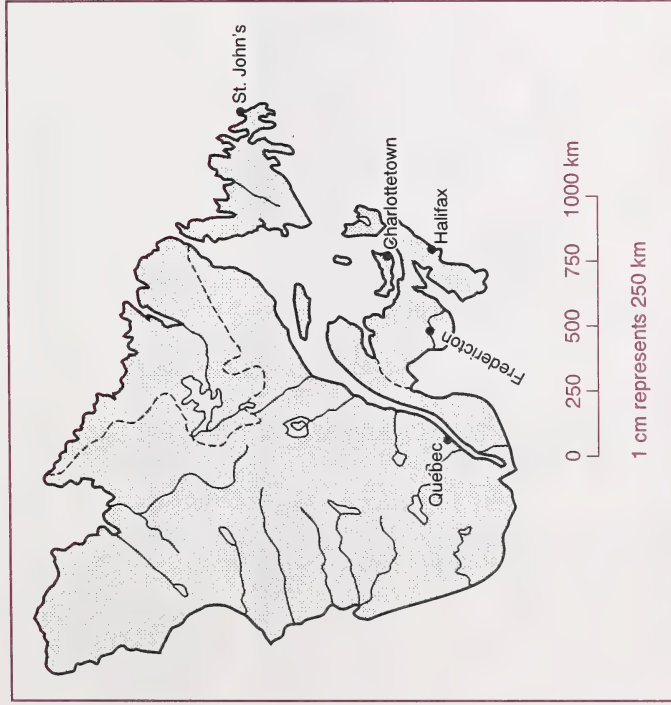 St. John's
Charlottetown
Halifax
Fredericton
Québec
0 250 500 750 1000 km
1 cm represents 250 km